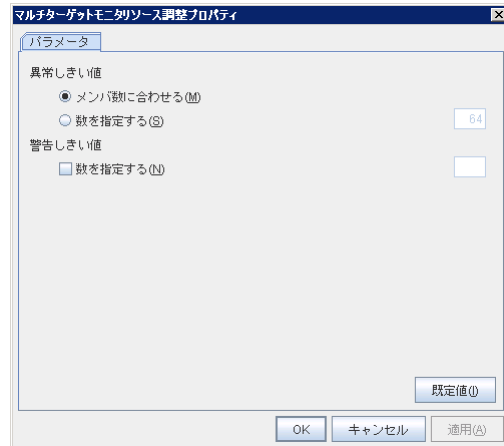 マルチターゲットモニタリソース調整プロパティ
パラメータ
異常しきい値
メンバ数に合わせる(M)
数を指定する(S)
64
警告しきい値
数を指定する(N)
既定値(I)
OK
キャンセル
適用(A)